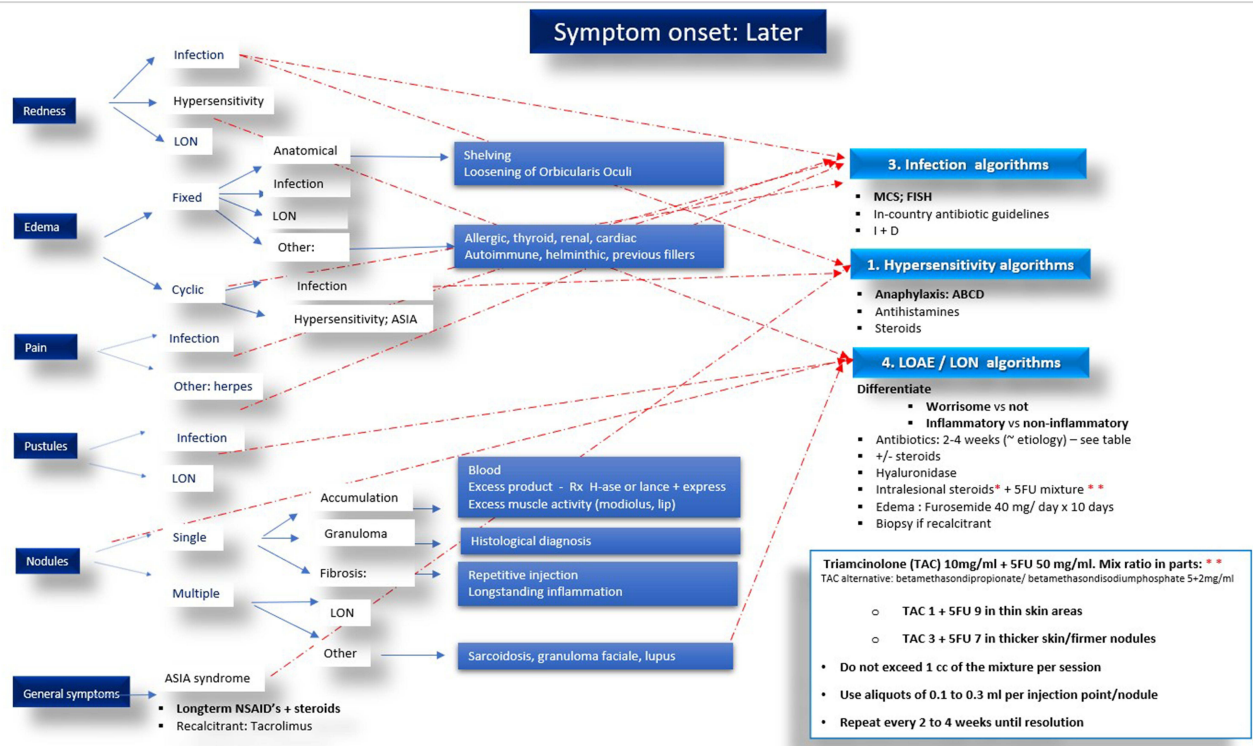 Symptom onset: Later
Redness
Infection
Hypersensitivity
LON
Edema
Fixed
Anatomical
Shelving
Loosening of Orbicularis Oculi
Infection
LON
Other:
Allergic, thyroid, renal, cardiac
Autoimmune, helminthic, previous fillers
Cyclic
Infection
Hypersensitivity; ASIA
Pain
Infection
Other: herpes
Pustules
Infection
LON
Nodules
Single
Accumulation
Blood
Excess product - Rx H-ase or lance + express
Excess muscle activity (modiolus, lip)
Granuloma
Histological diagnosis
Fibrosis:
Repetitive injection
Longstanding inflammation
Multiple
LON
Other
Sarcoidosis, granuloma faciale, lupus
General symptoms
ASIA syndrome
▪ Longterm NSAID's + steroids
▪ Recalcitrant: Tacrolimus
3. Infection algorithms
▪ MCS; FISH
▪ In-country antibiotic guidelines
▪ I + D
1. Hypersensitivity algorithms
▪ Anaphylaxis: ABCD
▪ Antihistamines
▪ Steroids
4. LOAE / LON algorithms
Differentiate
▪ Worrisome vs not
▪ Inflammatory vs non-inflammatory
▪ Antibiotics: 2-4 weeks (~ etiology) – see table
▪ +/- steroids
▪ Hyaluronidase
▪ Intralesional steroids* + 5FU mixture * *
▪ Edema : Furosemide 40 mg/ day x 10 days
▪ Biopsy if recalcitrant
Triamcinolone (TAC) 10mg/ml + 5FU 50 mg/ml. Mix ratio in parts: * *
TAC alternative: betamethasondipropionate/ betamethasondisodiumphosphate 5+2mg/ml
o TAC 1 + 5FU 9 in thin skin areas
o TAC 3 + 5FU 7 in thicker skin/firmer nodules
• Do not exceed 1 cc of the mixture per session
• Use aliquots of 0.1 to 0.3 ml per injection point/nodule
• Repeat every 2 to 4 weeks until resolution